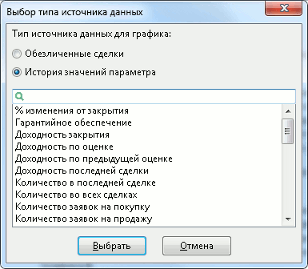 Выбор типа источника данных
Тип источника данных для графика:
Обезличенные сделки
История значений параметра
% изменения от закрытия
Гарантийное обеспечение
Доходность закрытия
Доходность по оценке
Доходность по предыдущей оценке
Доходность последней сделки
Количество в последней сделке
Количество во всех сделках
Количество заявок на покупку
Количество заявок на продажу
Выбрать
Отмена